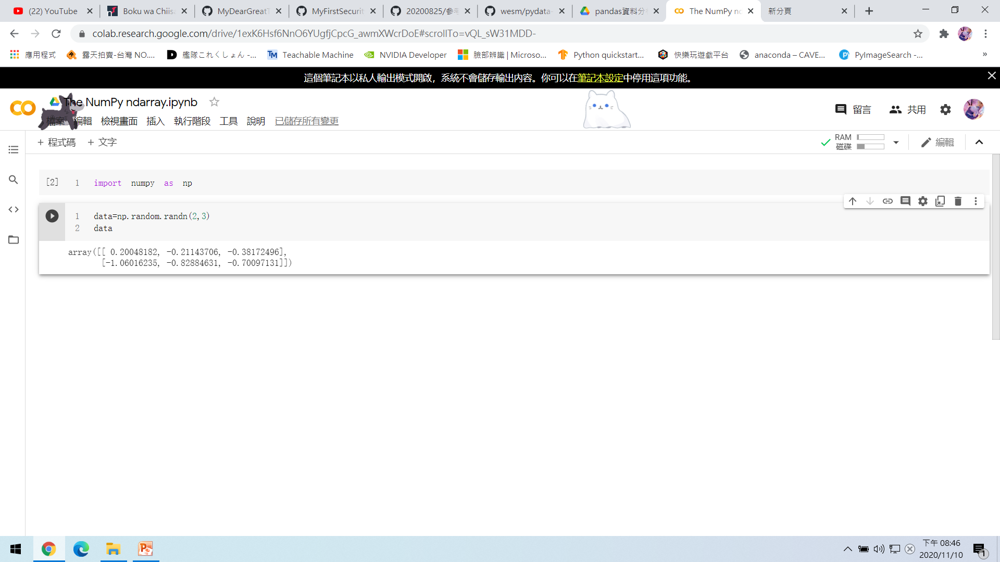 (22) YouTube
Boku wa Chiisa
MyDearGreatT
MyFirstSecurit
20200825/參考
wesm/pydata-
pandas資料分
The NumPy nd
新分頁
colab.research.google.com/drive/1exK6Hsf6NnO6YUgfjCpcG_awmXWcrDoE#scrollTo=vQL_sW31MDD-
應用程式
露天拍賣-台灣 NO....
艦隊これくしょん -...
Teachable Machine
NVIDIA Developer
臉部辨識 | Microso...
Python quickstart...
快樂玩遊戲平台
anaconda – CAVE...
PyImageSearch -...
這個筆記本以私人輸出模式開啟，系統不會儲存輸出內容。你可以在筆記本設定中停用這項功能。
The NumPy ndarray.ipynb
檔案 編輯 檢視畫面 插入 執行階段 工具 說明 已儲存所有變更
留言
共用
+ 程式碼 + 文字
RAM
磁碟
編輯
[2] 1 import numpy as np
1 data=np.random.randn(2,3)
2 data
array([[ 0.20048182, -0.21143706, -0.38172496],
[-1.06016235, -0.82884631, -0.70097131]])
下午 08:46
2020/11/10
1